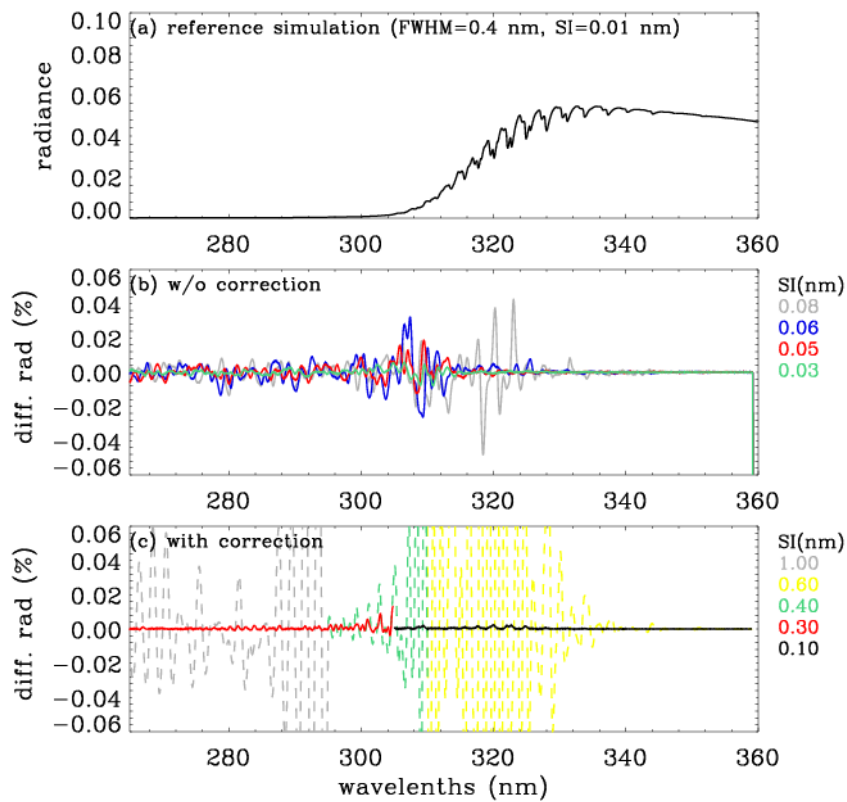 (a) reference simulation (FWHM=0.4 nm, SI=0.01 nm)
radiance
0.10
0.06
0.04
0.02
0.00
280 300 320 340 360
(b) w/o correction
diff. rad (%)
0.06
0.04
0.02
0.00
−0.02
−0.04
−0.06
280 300 320 340 360
SI(nm)
0.08
0.06
0.05
0.03
(c) with correction
diff. rad (%)
0.06
0.04
0.02
0.00
−0.02
−0.04
−0.06
280 300 320 340 360
wavelenths (nm)
SI(nm)
1.00
0.60
0.40
0.30
0.10